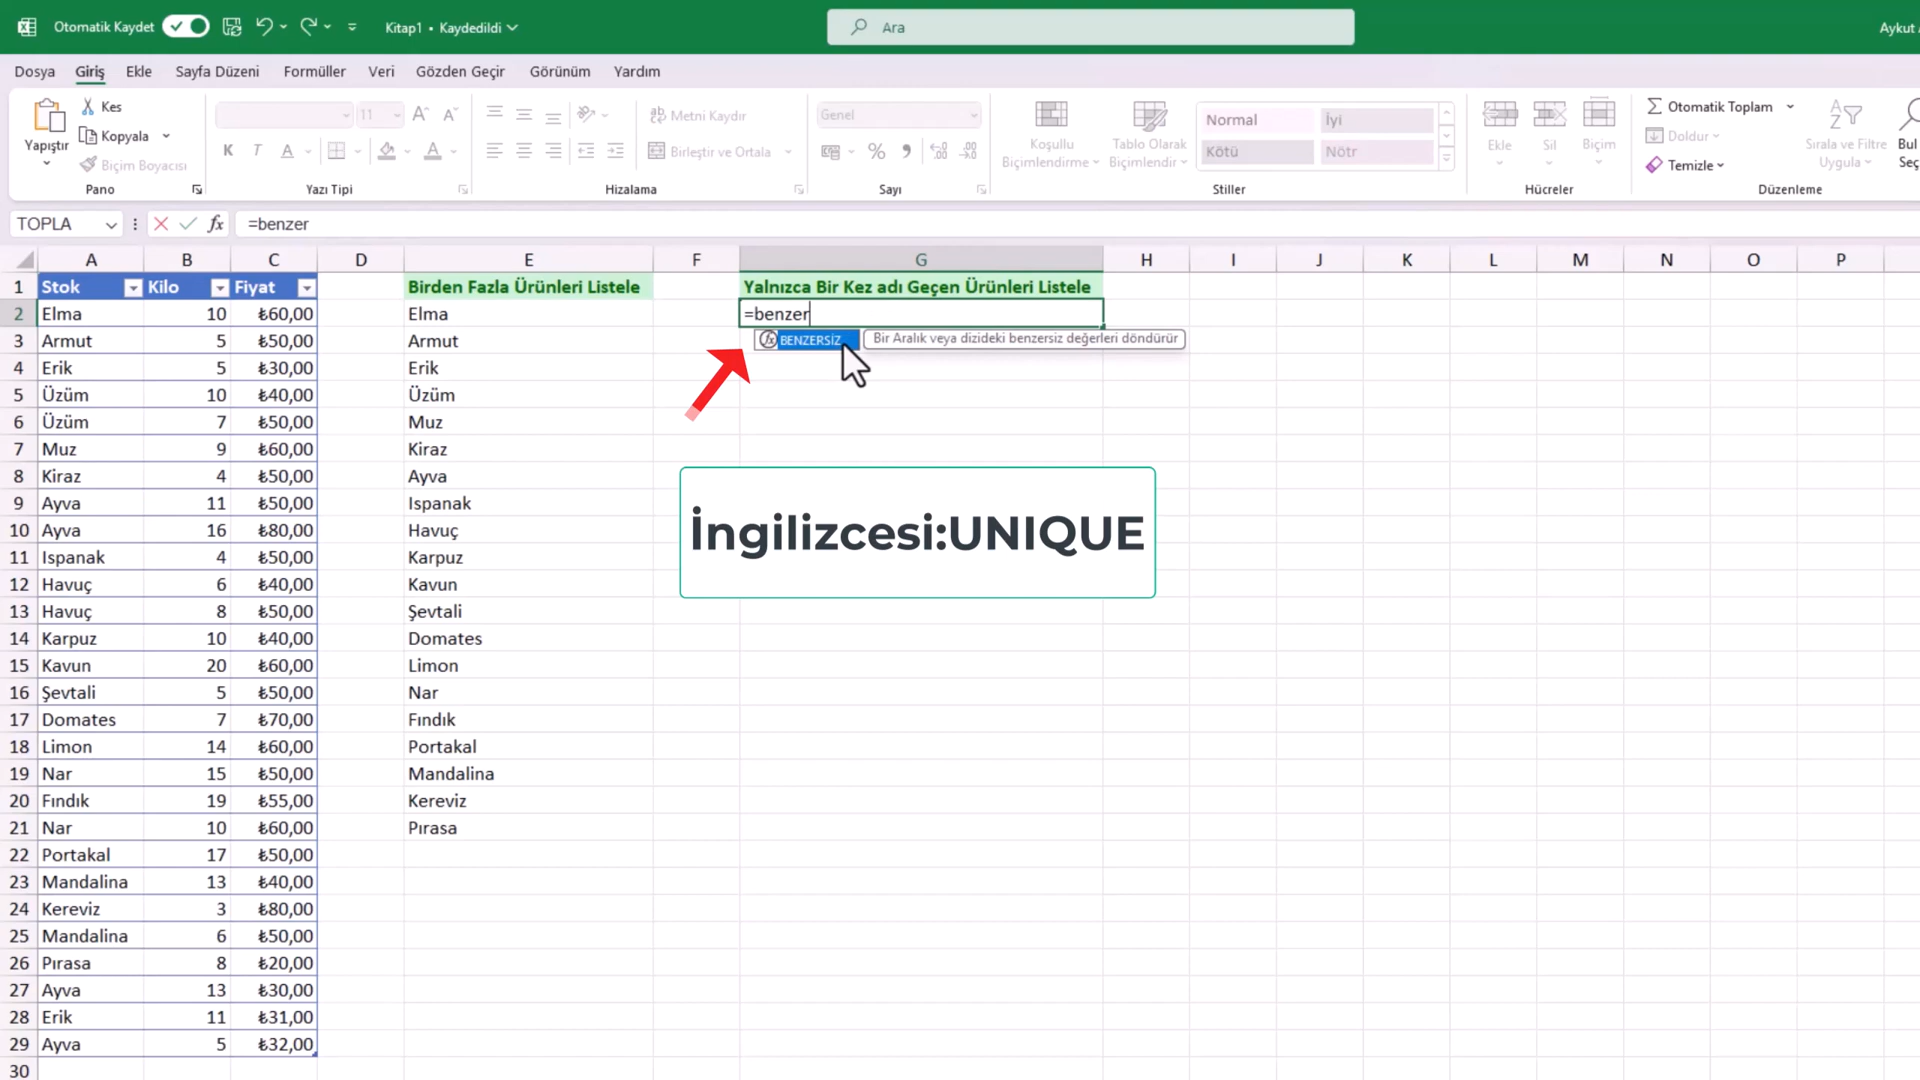 Otomatik Kaydet
Kitap1 • Kaydedildi
Ara
Aykut
Dosya Giriş Ekle Sayfa Düzeni Formüller Veri Gözden Geçir Görünüm Yardım
Yapıştır
Kes
Kopyala
Biçim Boyacısı
Pano
11
K T A
Yazı Tipi
Metni Kaydır
Birleştir ve Ortala
Hizalama
Genel
Sayı
Koşullu Biçimlendirme
Tablo Olarak Biçimlendir
Normal İyi
Kötü Nötr
Stiller
Ekle Sil Biçim
Hücreler
Otomatik Toplam
Doldur
Temizle
Sırala ve Filtre Uygula
Bul
Seç
Düzenleme
TOPLA fx =benzer
A B C D E F G H I J K L M N O P
1 Stok Kilo Fiyat Birden Fazla Ürünleri Listele Yalnızca Bir Kez adı Geçen Ürünleri Listele
2 Elma 10 ₺60,00 Elma =benzer
3 Armut 5 ₺50,00 Armut BENZERSİZ Bir Aralık veya dizideki benzersiz değerleri döndürür
4 Erik 5 ₺30,00 Erik
5 Üzüm 10 ₺40,00 Üzüm
6 Üzüm 7 ₺50,00 Muz
7 Muz 9 ₺60,00 Kiraz
8 Kiraz 4 ₺50,00 Ayva
9 Ayva 11 ₺50,00 Ispanak
10 Ayva 16 ₺80,00 Havuç
İngilizcesi:UNIQUE
11 Ispanak 4 ₺50,00 Karpuz
12 Havuç 6 ₺40,00 Kavun
13 Havuç 8 ₺50,00 Şevtali
14 Karpuz 10 ₺40,00 Domates
15 Kavun 20 ₺60,00 Limon
16 Şevtali 5 ₺50,00 Nar
17 Domates 7 ₺70,00 Fındık
18 Limon 14 ₺60,00 Portakal
19 Nar 15 ₺50,00 Mandalina
20 Fındık 19 ₺55,00 Kereviz
21 Nar 10 ₺60,00 Pırasa
22 Portakal 17 ₺50,00
23 Mandalina 13 ₺40,00
24 Kereviz 3 ₺80,00
25 Mandalina 6 ₺50,00
26 Pırasa 8 ₺20,00
27 Ayva 13 ₺30,00
28 Erik 11 ₺31,00
29 Ayva 5 ₺32,00
30